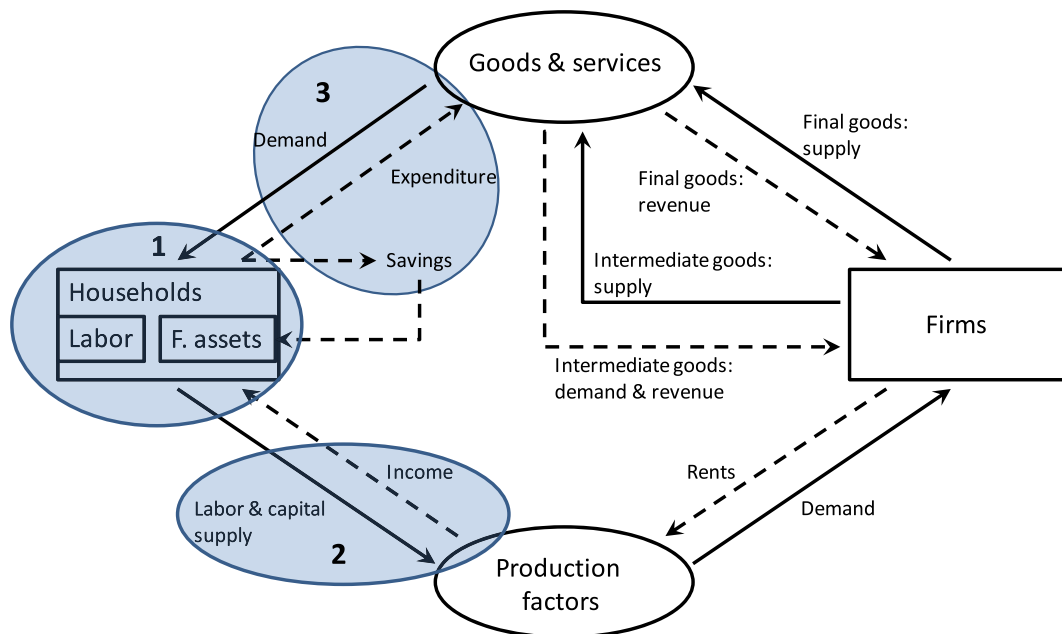 Goods & services
3
Demand
Expenditure
Final goods:
supply
Final goods:
revenue
1
Savings
Intermediate goods:
supply
Households
Labor
F. assets
Firms
Intermediate goods:
demand & revenue
Income
Rents
Labor & capital
supply
Demand
2
Production
factors